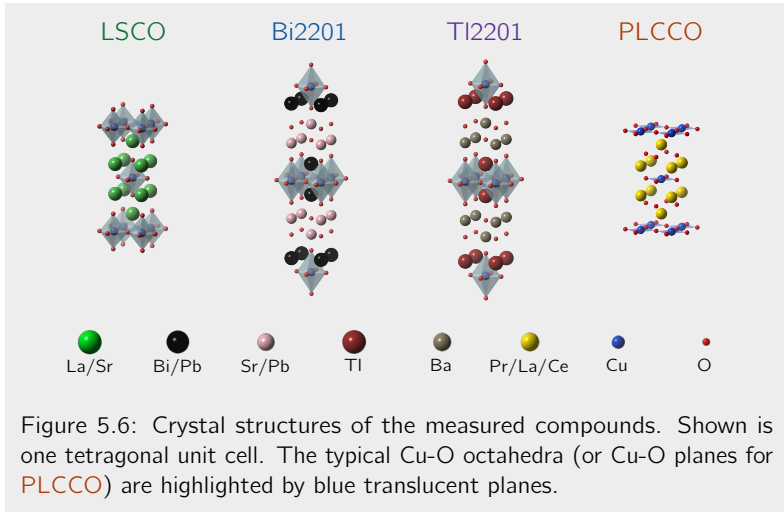 LSCO Bi2201 Tl2201 PLCCO
La/Sr Bi/Pb Sr/Pb Tl Ba Pr/La/Ce Cu O
Figure 5.6: Crystal structures of the measured compounds. Shown is
one tetragonal unit cell. The typical Cu-O octahedra (or Cu-O planes for
PLCCO) are highlighted by blue translucent planes.